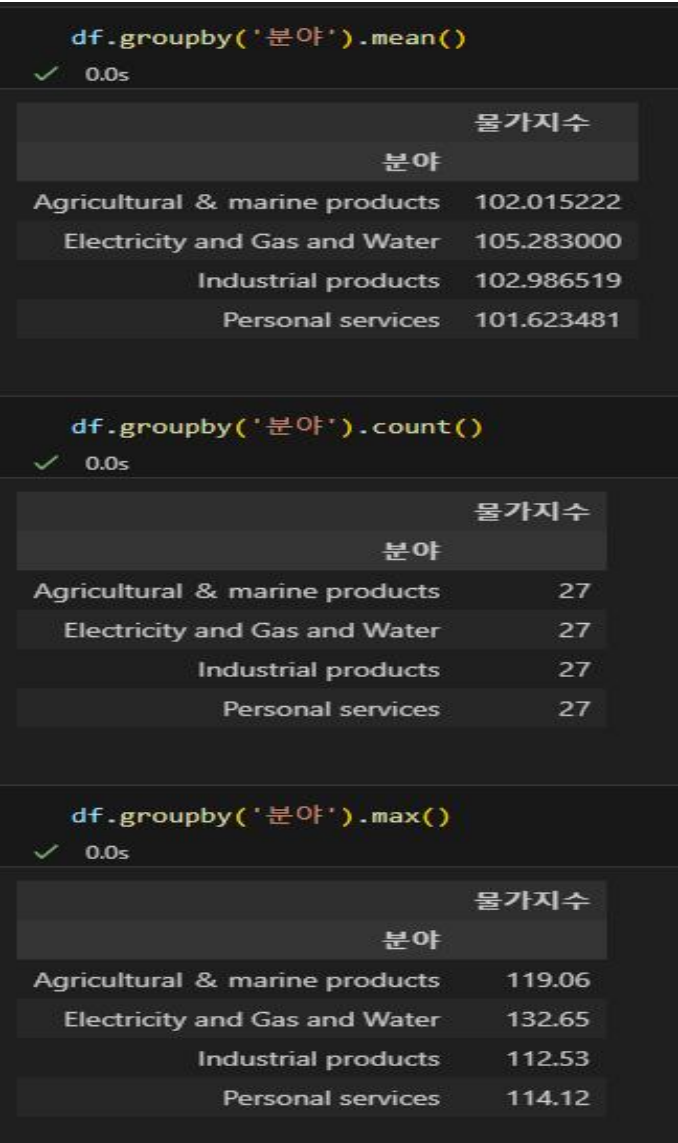 df.groupby('분야').mean()
0.0s
물가지수
분야
Agricultural & marine products 102.015222
Electricity and Gas and Water 105.283000
Industrial products 102.986519
Personal services 101.623481
df.groupby('분야').count()
0.0s
물가지수
분야
Agricultural & marine products 27
Electricity and Gas and Water 27
Industrial products 27
Personal services 27
df.groupby('분야').max()
0.0s
물가지수
분야
Agricultural & marine products 119.06
Electricity and Gas and Water 132.65
Industrial products 112.53
Personal services 114.12